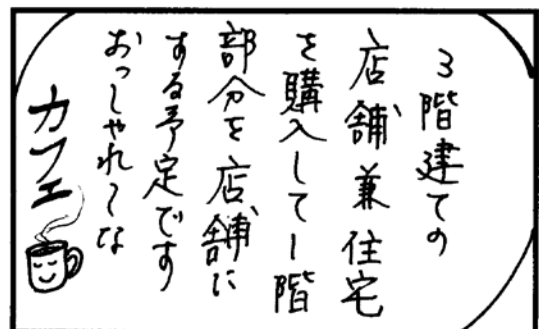 3階建ての
店舗兼住宅
を購入して1階
部分を店舗に
する予定です
おっしゃれ〜な
カフェ